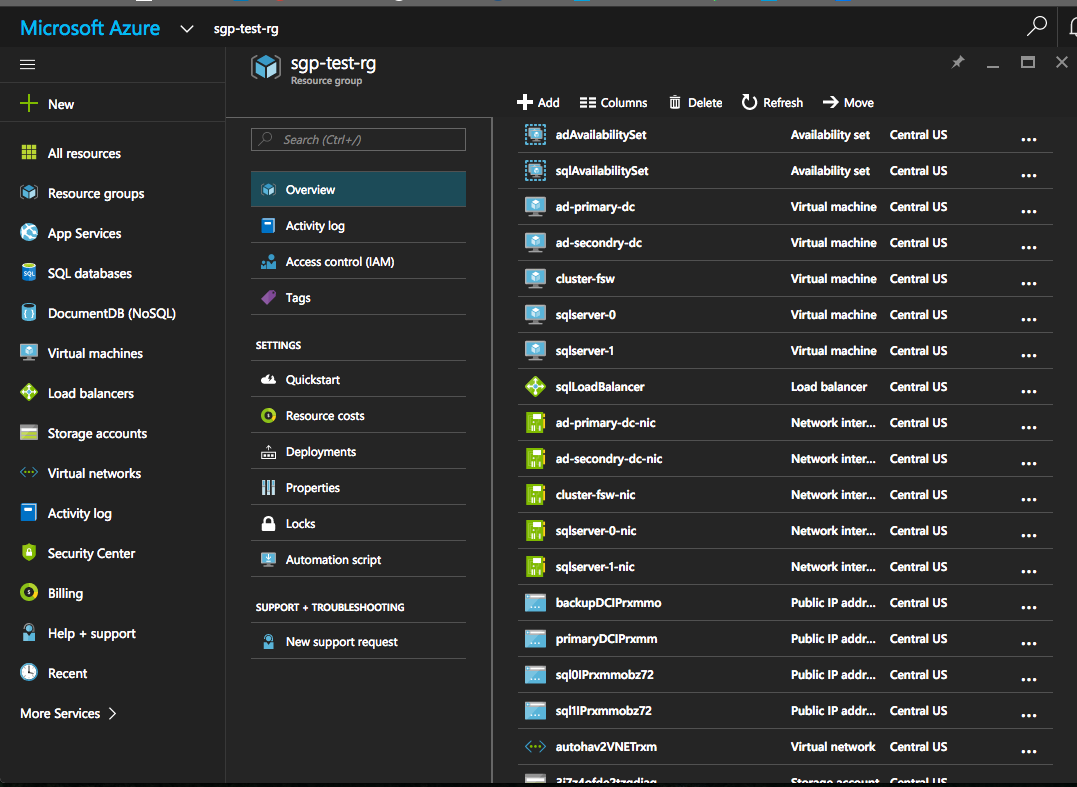 Microsoft Azure sgp-test-rg
sgp-test-rg
Resource group
New
All resources
Resource groups
App Services
SQL databases
DocumentDB (NoSQL)
Virtual machines
Load balancers
Storage accounts
Virtual networks
Activity log
Security Center
Billing
Help + support
Recent
More Services
Search (Ctrl+/)
Overview
Activity log
Access control (IAM)
Tags
SETTINGS
Quickstart
Resource costs
Deployments
Properties
Locks
Automation script
SUPPORT + TROUBLESHOOTING
New support request
Add Columns Delete Refresh Move
adAvailabilitySet Availability set Central US ...
sqlAvailabilitySet Availability set Central US ...
ad-primary-dc Virtual machine Central US ...
ad-secondry-dc Virtual machine Central US ...
cluster-fsw Virtual machine Central US ...
sqlserver-0 Virtual machine Central US ...
sqlserver-1 Virtual machine Central US ...
sqlLoadBalancer Load balancer Central US ...
ad-primary-dc-nic Network inter... Central US ...
ad-secondry-dc-nic Network inter... Central US ...
cluster-fsw-nic Network inter... Central US ...
sqlserver-0-nic Network inter... Central US ...
sqlserver-1-nic Network inter... Central US ...
backupDCIPrxmmo Public IP addr... Central US ...
primaryDCIPrxmm Public IP addr... Central US ...
sql0IPrxmmobz72 Public IP addr... Central US ...
sql1IPrxmmobz72 Public IP addr... Central US ...
autohav2VNETrxm Virtual network Central US ...
Storage account Central US